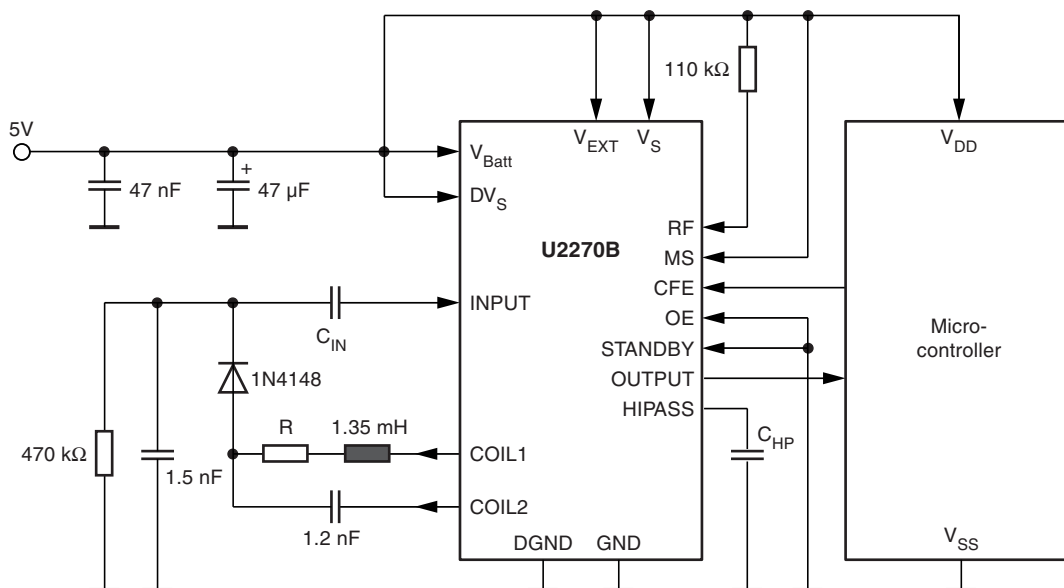 110 kΩ
5V
V_EXT V_S
V_DD
V_Batt
47 nF
47 µF
+
DV_S
RF
U2270B
MS
CFE
INPUT
OE
C_IN
Micro-
controller
STANDBY
1N4148
OUTPUT
HIPASS
R
1.35 mH
C_HP
470 kΩ
COIL1
1.5 nF
COIL2
1.2 nF
DGND GND
V_SS